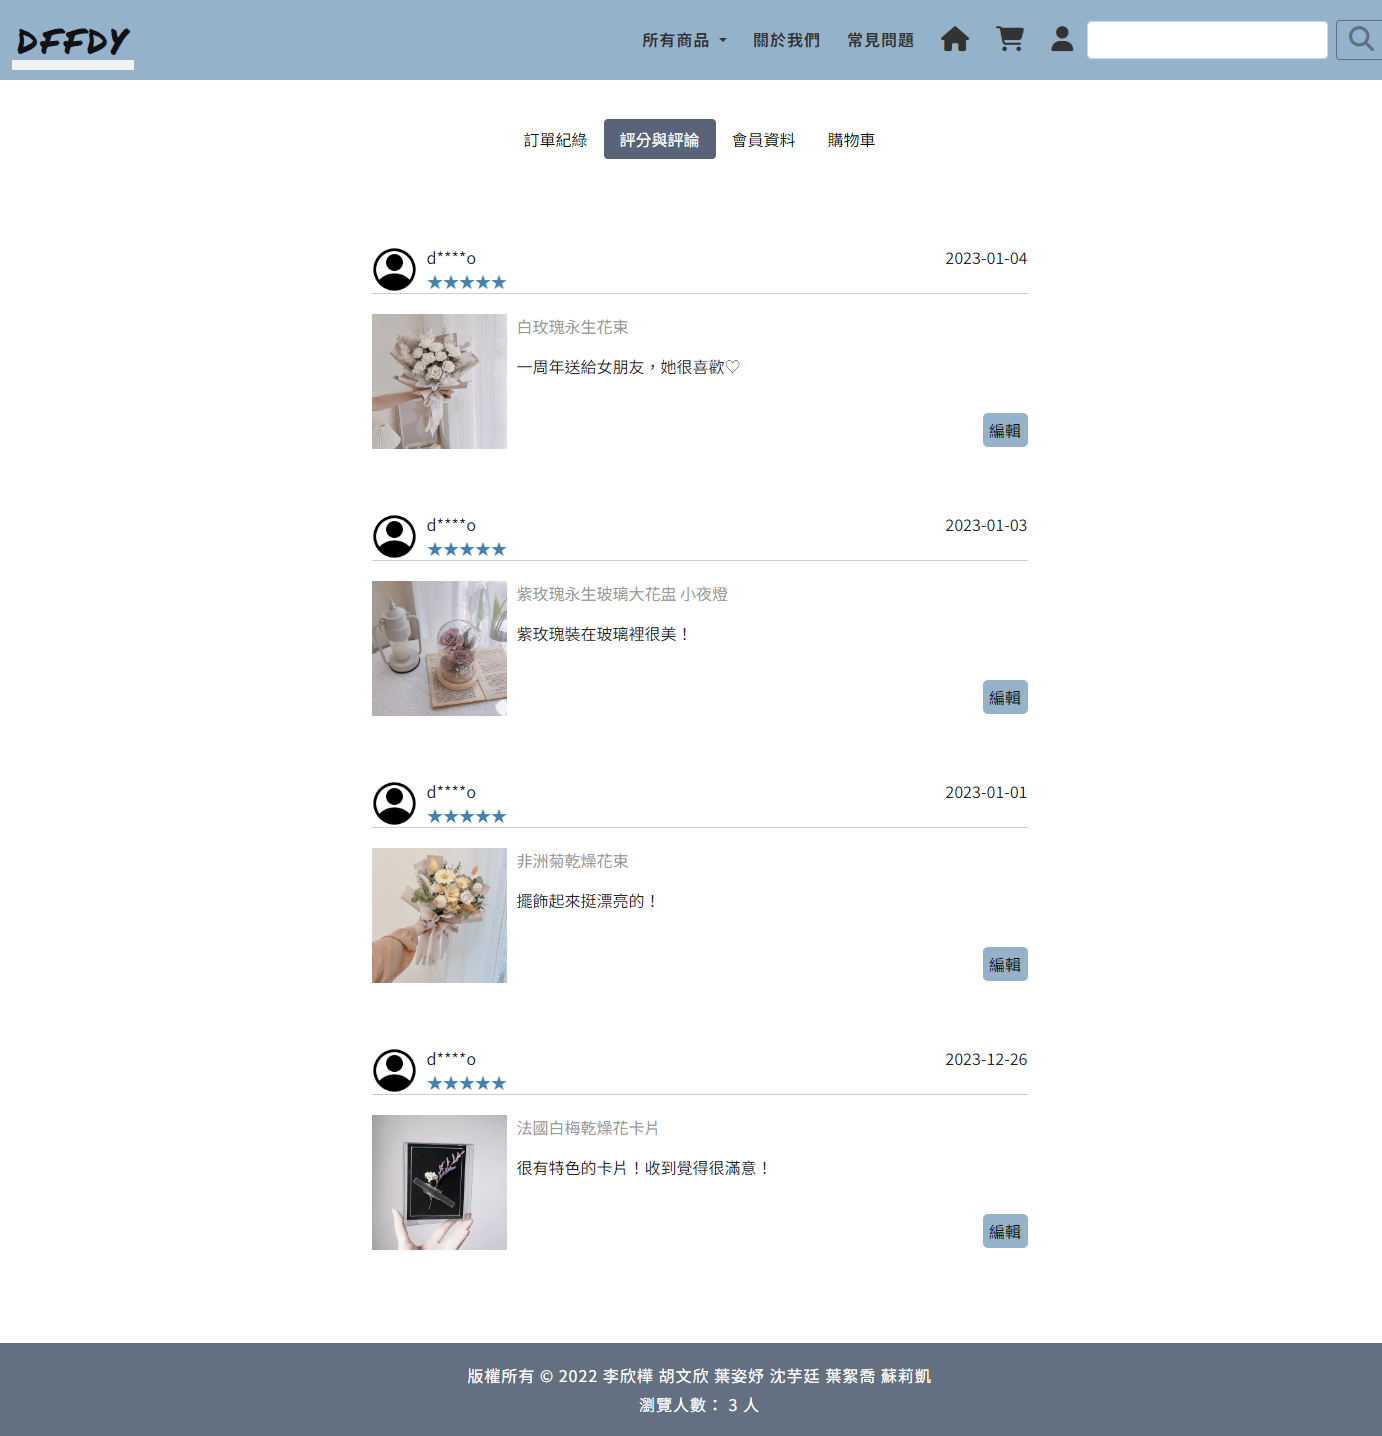 DFFDY
所有商品 關於我們 常見問題
訂單紀綠 評分與評論 會員資料 購物車
d****o 2023-01-04
★★★★★
白玫瑰永生花束
一周年送給女朋友，她很喜歡♡
編輯
d****o 2023-01-03
★★★★★
紫玫瑰永生玻璃大花盅 小夜燈
紫玫瑰裝在玻璃裡很美！
編輯
d****o 2023-01-01
★★★★★
非洲菊乾燥花束
擺飾起來挺漂亮的！
編輯
d****o 2023-12-26
★★★★★
法國白梅乾燥花卡片
很有特色的卡片！收到覺得很滿意！
編輯
版權所有 © 2022 李欣樺 胡文欣 葉姿妤 沈芋廷 葉絮喬 蘇莉凱
瀏覽人數： 3 人